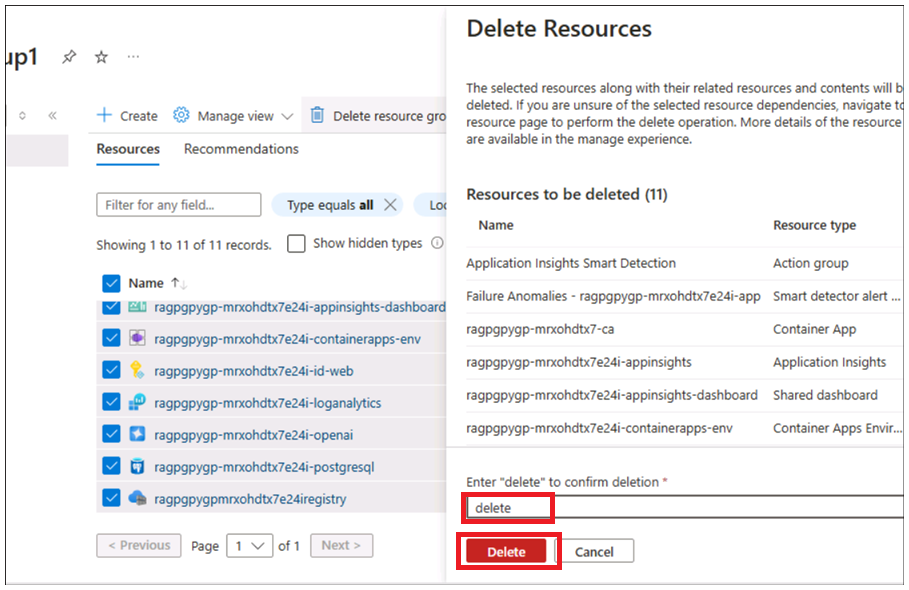 up1
Create
Manage view
Delete resource gro
Resources
Recommendations
Filter for any field...
Type equals all
Loc
Showing 1 to 11 of 11 records.
Show hidden types
Name
ragpgpygp-mrxohdtx7e24i-appinsights-dashboard
ragpgpygp-mrxohdtx7e24i-containerapps-env
ragpgpygp-mrxohdtx7e24i-id-web
ragpgpygp-mrxohdtx7e24i-loganalytics
ragpgpygp-mrxohdtx7e24i-openai
ragpgpygp-mrxohdtx7e24i-postgresql
ragpgpygpmrxohdtx7e24iregistry
< Previous
Page 1 of 1
Next >
Delete Resources
The selected resources along with their related resources and contents will b
deleted. If you are unsure of the selected resource dependencies, navigate to
resource page to perform the delete operation. More details of the resource
are available in the manage experience.
Resources to be deleted (11)
Name Resource type
Application Insights Smart Detection Action group
Failure Anomalies - ragpgpygp-mrxohdtx7e24i-app Smart detector alert ...
ragpgpygp-mrxohdtx7-ca Container App
ragpgpygp-mrxohdtx7e24i-appinsights Application Insights
ragpgpygp-mrxohdtx7e24i-appinsights-dashboard Shared dashboard
ragpgpygp-mrxohdtx7e24i-containerapps-env Container Apps Envir...
Enter "delete" to confirm deletion *
delete
Delete
Cancel